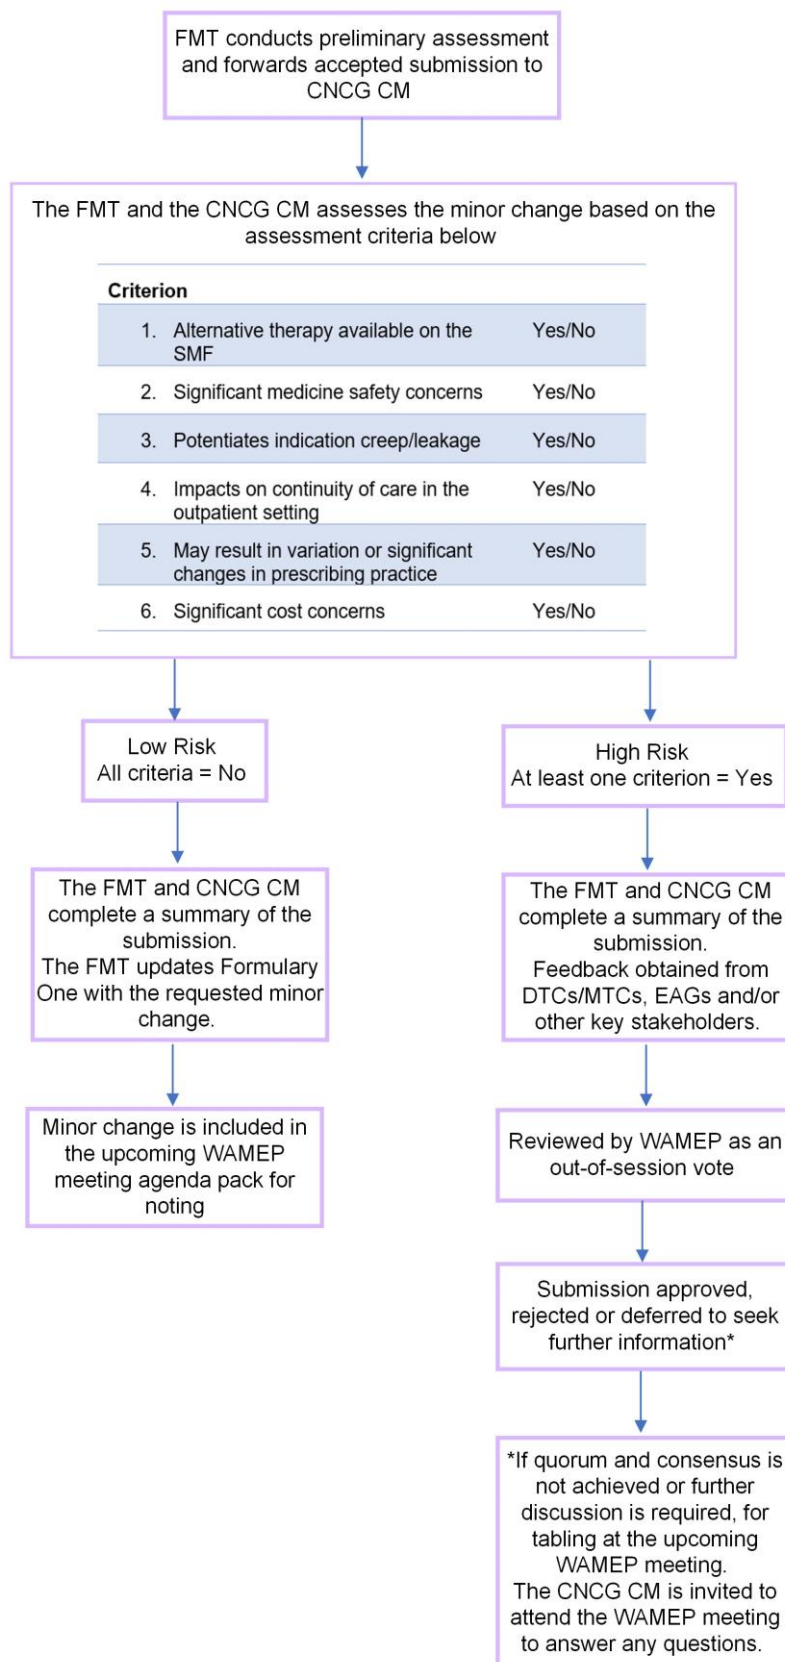 FMT conducts preliminary assessment
and forwards accepted submission to
CNCG CM
The FMT and the CNCG CM assesses the minor change based on the
assessment criteria below
Criterion
1. Alternative therapy available on the Yes/No
SMF
2. Significant medicine safety concerns Yes/No
3. Potentiates indication creep/leakage Yes/No
4. Impacts on continuity of care in the Yes/No
outpatient setting
5. May result in variation or significant Yes/No
changes in prescribing practice
6. Significant cost concerns Yes/No
Low Risk
All criteria = No
The FMT and CNCG CM
complete a summary of the
submission.
The FMT updates Formulary
One with the requested minor
change.
Minor change is included in
the upcoming WAMEP
meeting agenda pack for
noting
High Risk
At least one criterion = Yes
The FMT and CNCG CM
complete a summary of the
submission.
Feedback obtained from
DTCs/MTCs, EAGs and/or
other key stakeholders.
Reviewed by WAMEP as an
out-of-session vote
Submission approved,
rejected or deferred to seek
further information*
*If quorum and consensus is
not achieved or further
discussion is required, for
tabling at the upcoming
WAMEP meeting.
The CNCG CM is invited to
attend the WAMEP meeting
to answer any questions.